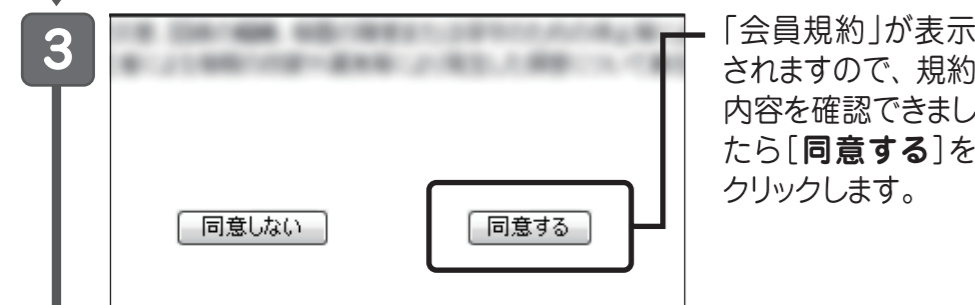 3
「会員規約」が表示
されますので、規約
内容を確認できまし
たら[同意する]を
クリックします。
同意しない
同意する